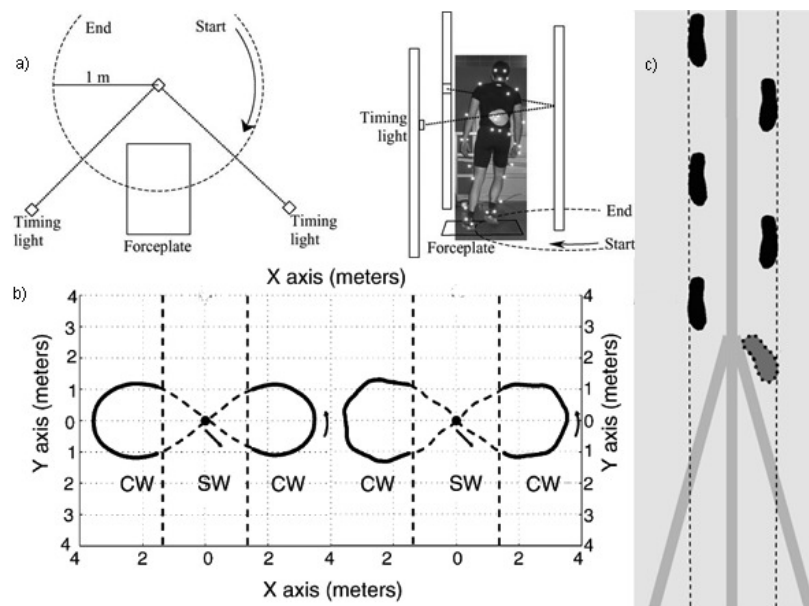 a)
End
Start
1 m
Timing
light
Timing
light
Forceplate
Timing
light
End
Forceplate
Start
c)
X axis (meters)
b)
4
3
2
1
0
1
2
3
4
Y axis (meters)
CW
SW
CW
CW
SW
CW
4
3
2
1
0
1
2
3
4
Y axis (meters)
2
0
2
4
2
0
2
4
X axis (meters)